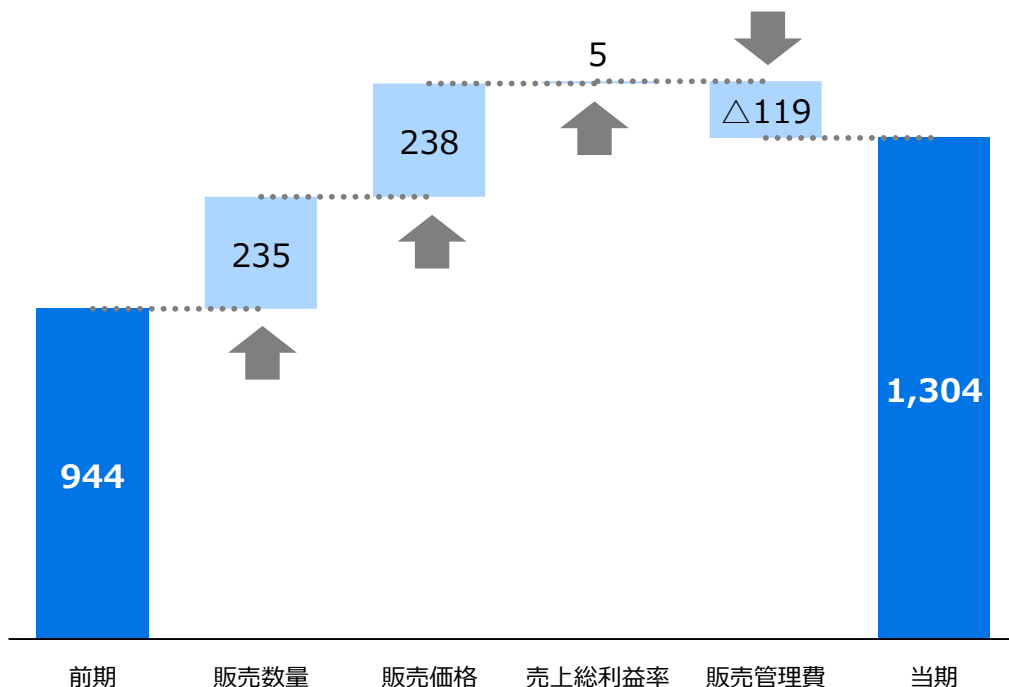 5
△119
238
235
1,304
944
前期
販売数量
販売価格
売上総利益率
販売管理費
当期